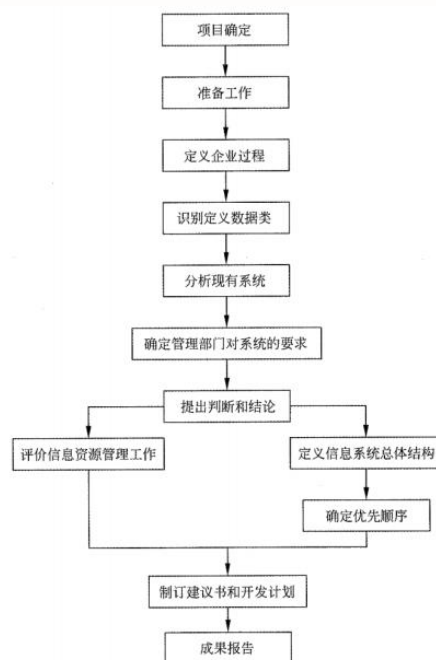 项目确定
准备工作
定义企业过程
识别定义数据类
分析现有系统
确定管理部门对系统的要求
提出判断和结论
评价信息资源管理工作
定义信息系统总体结构
确定优先顺序
制订建议书和开发计划
成果报告